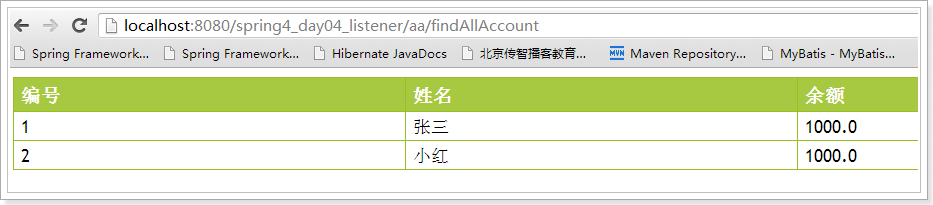 localhost:8080/spring4_day04_listener/aa/findAllAccount
Spring Framework... Spring Framework... Hibernate JavaDocs 北京传智播客教育... MVN Maven Repository... MyBatis - MyBatis...
编号 姓名 余额
1 张三 1000.0
2 小红 1000.0